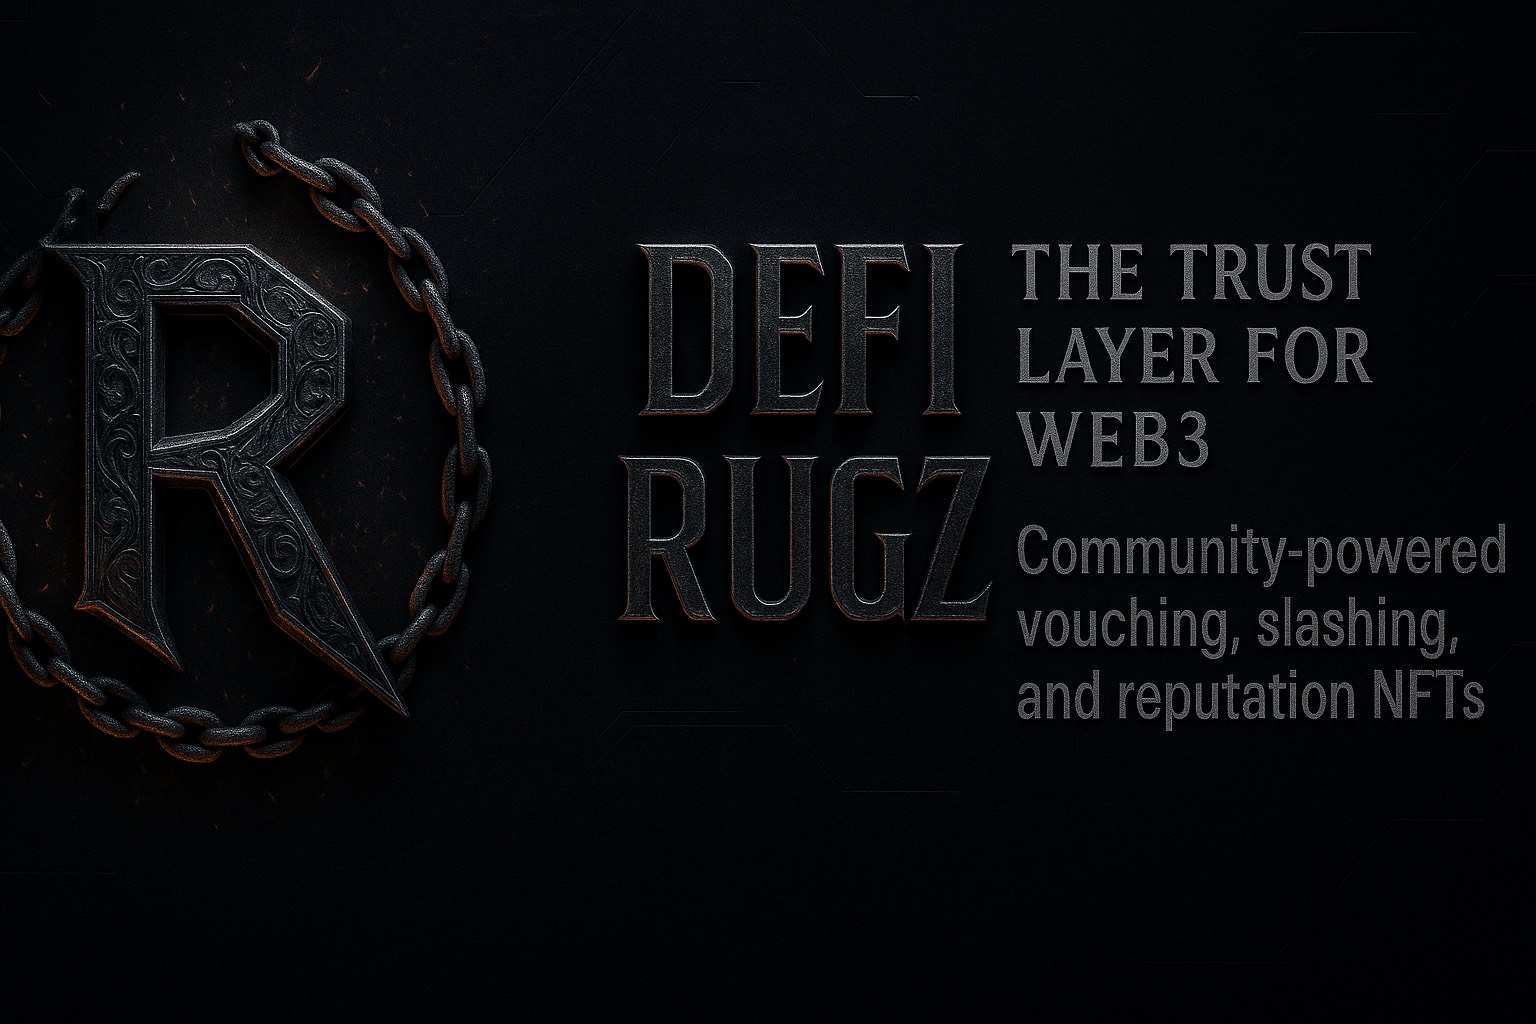 R
DEFI
RUGZ
THE TRUST
LAYER FOR
WEB3
Community-powered
vouching, slashing,
and reputation NFTs